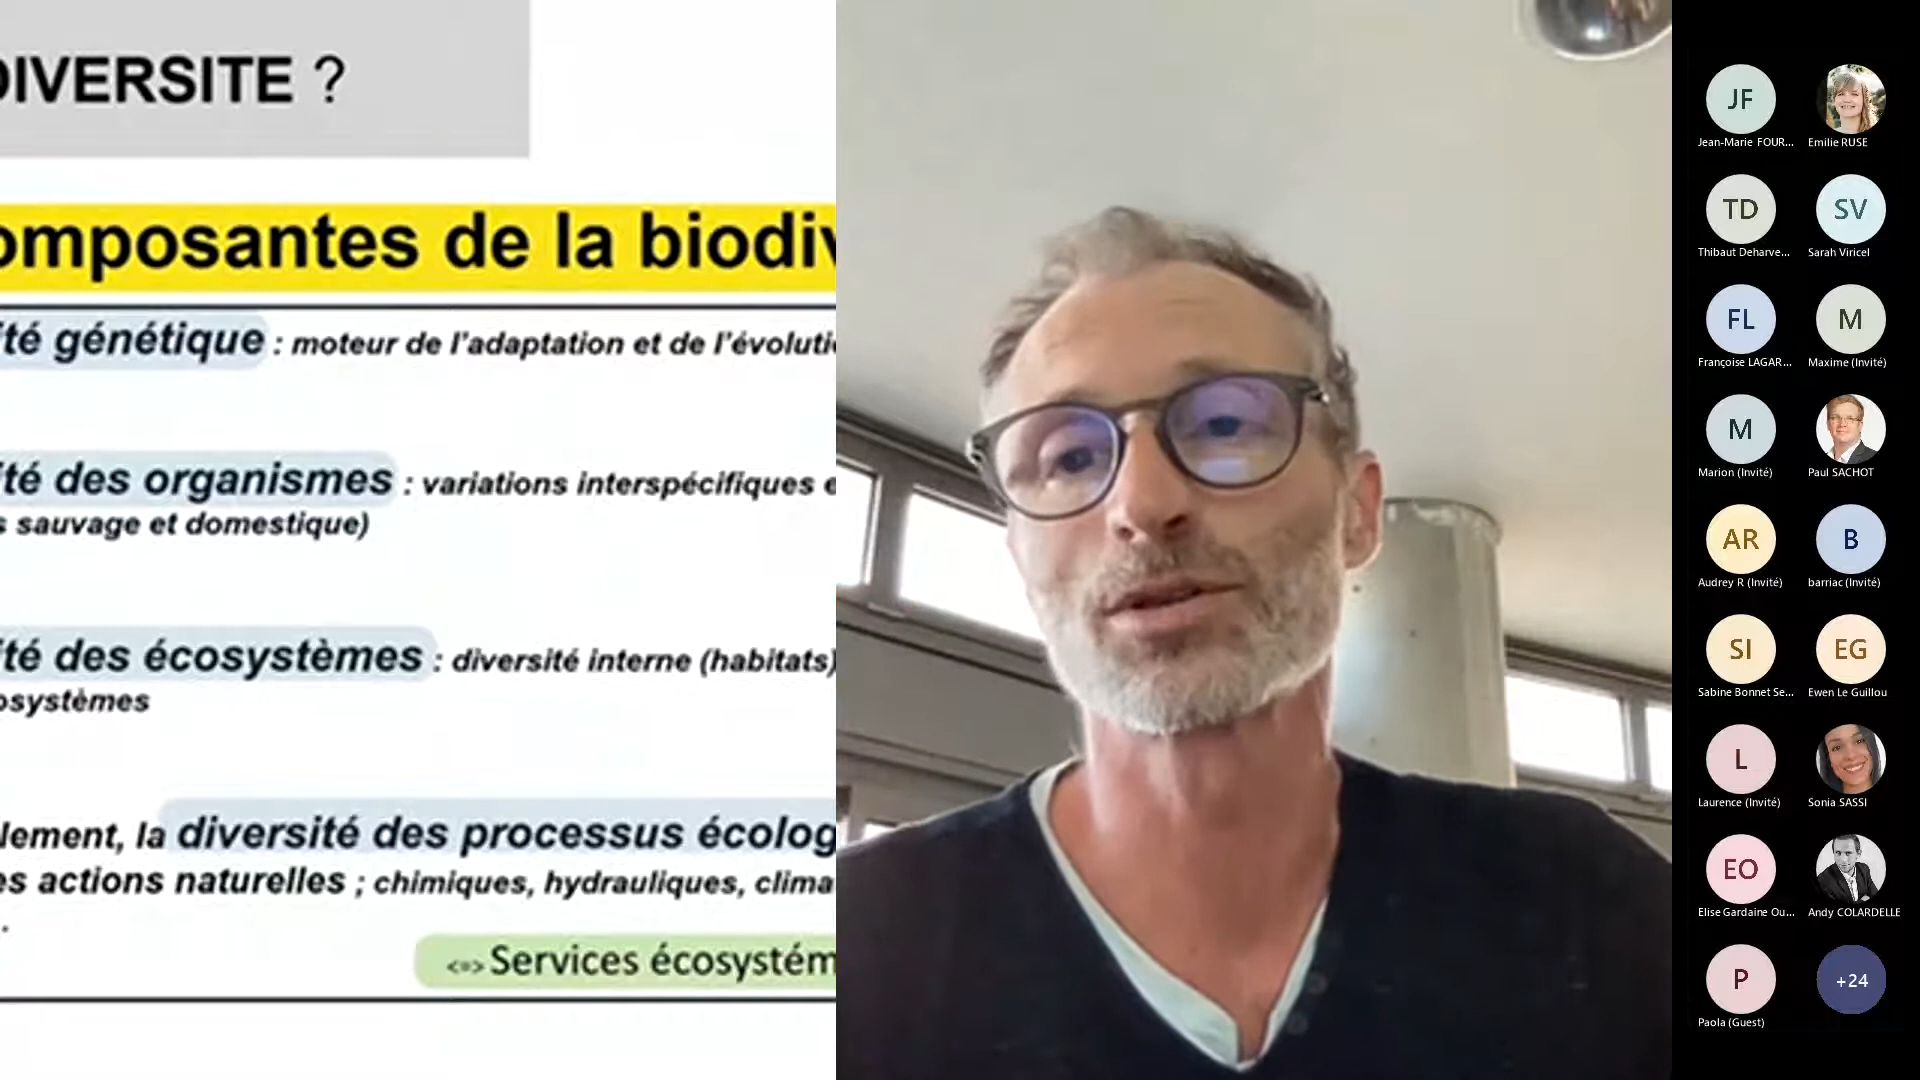 DIVERSITE ?
omposantes de la biodiv
té génétique : moteur de l'adaptation et de l'évoluti
té des organismes : variations interspécifiques e
s sauvage et domestique)
té des écosystèmes : diversité interne (habitats)
osystèmes
lement, la diversité des processus écolog
es actions naturelles ; chimiques, hydrauliques, clima
.
<=> Services écosystém
JF
Jean-Marie FOUR...
Emilie RUSE
TD
Thibaut Deharve...
SV
Sarah Viricel
FL
Françoise LAGAR...
M
Maxime (Invité)
M
Marion (Invité)
Paul SACHOT
AR
Audrey R (Invité)
B
barriac (Invité)
SI
Sabine Bonnet Se...
EG
Ewen Le Guillou
L
Laurence (Invité)
Sonia SASSI
EO
Elise Gardaine Ou...
Andy COLARDELLE
P
Paola (Guest)
+24